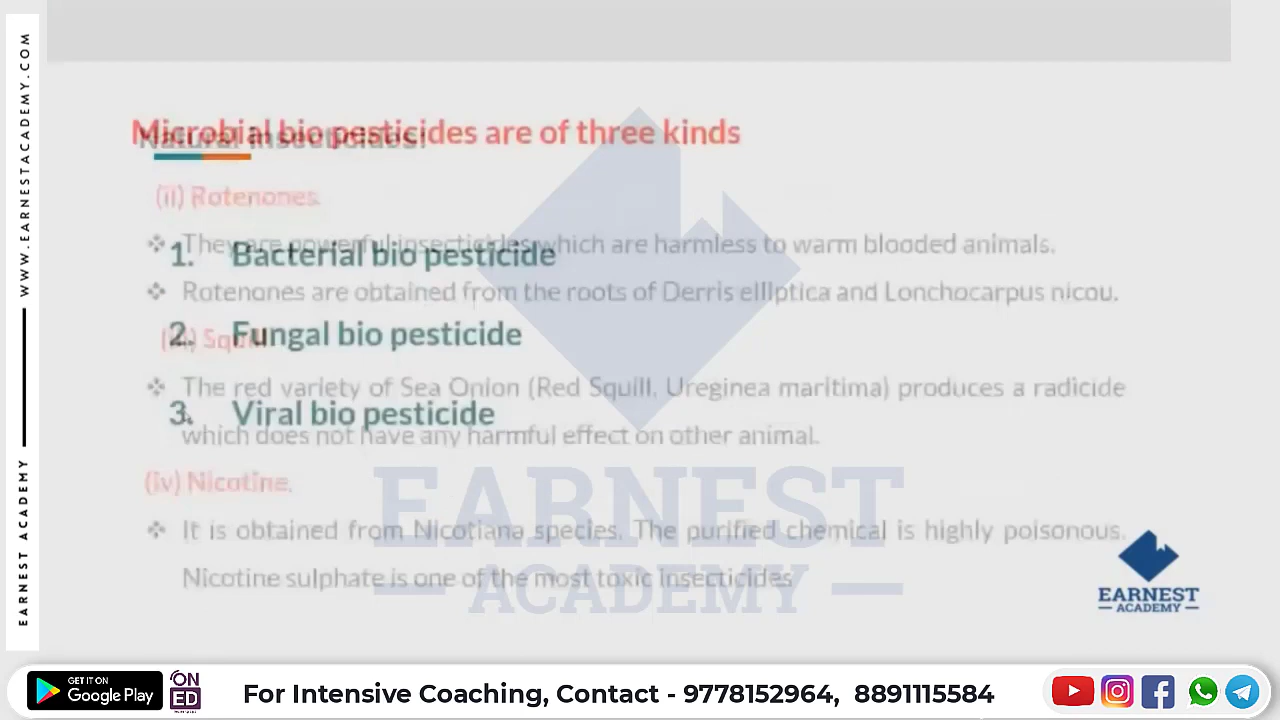 WWW.EARNESTACADEMY.COM
EARNEST ACADEMY
Microbial bio pesticides are of three kinds
Natural Insecticides:
(ii) Rotenones.
They are powerful insecticides which are harmless to warm blooded animals.
1. Bacterial bio pesticide
Rotenones are obtained from the roots of Derris elliptica and Lonchocarpus nicou.
2. Fungal bio pesticide
The red variety of Sea Onion (Red Squill, Ureginea maritima) produces a radicide
3. Viral bio pesticide
which does not have any harmful effect on other animal.
(iv) Nicotine.
EARNEST
It is obtained from Nicotiana species. The purified chemical is highly poisonous.
Nicotine sulphate is one of the most toxic insecticides
ACADEMY
EARNEST
ACADEMY
GET IT ON
Google Play
ON
ED
For Intensive Coaching, Contact - 9778152964, 8891115584